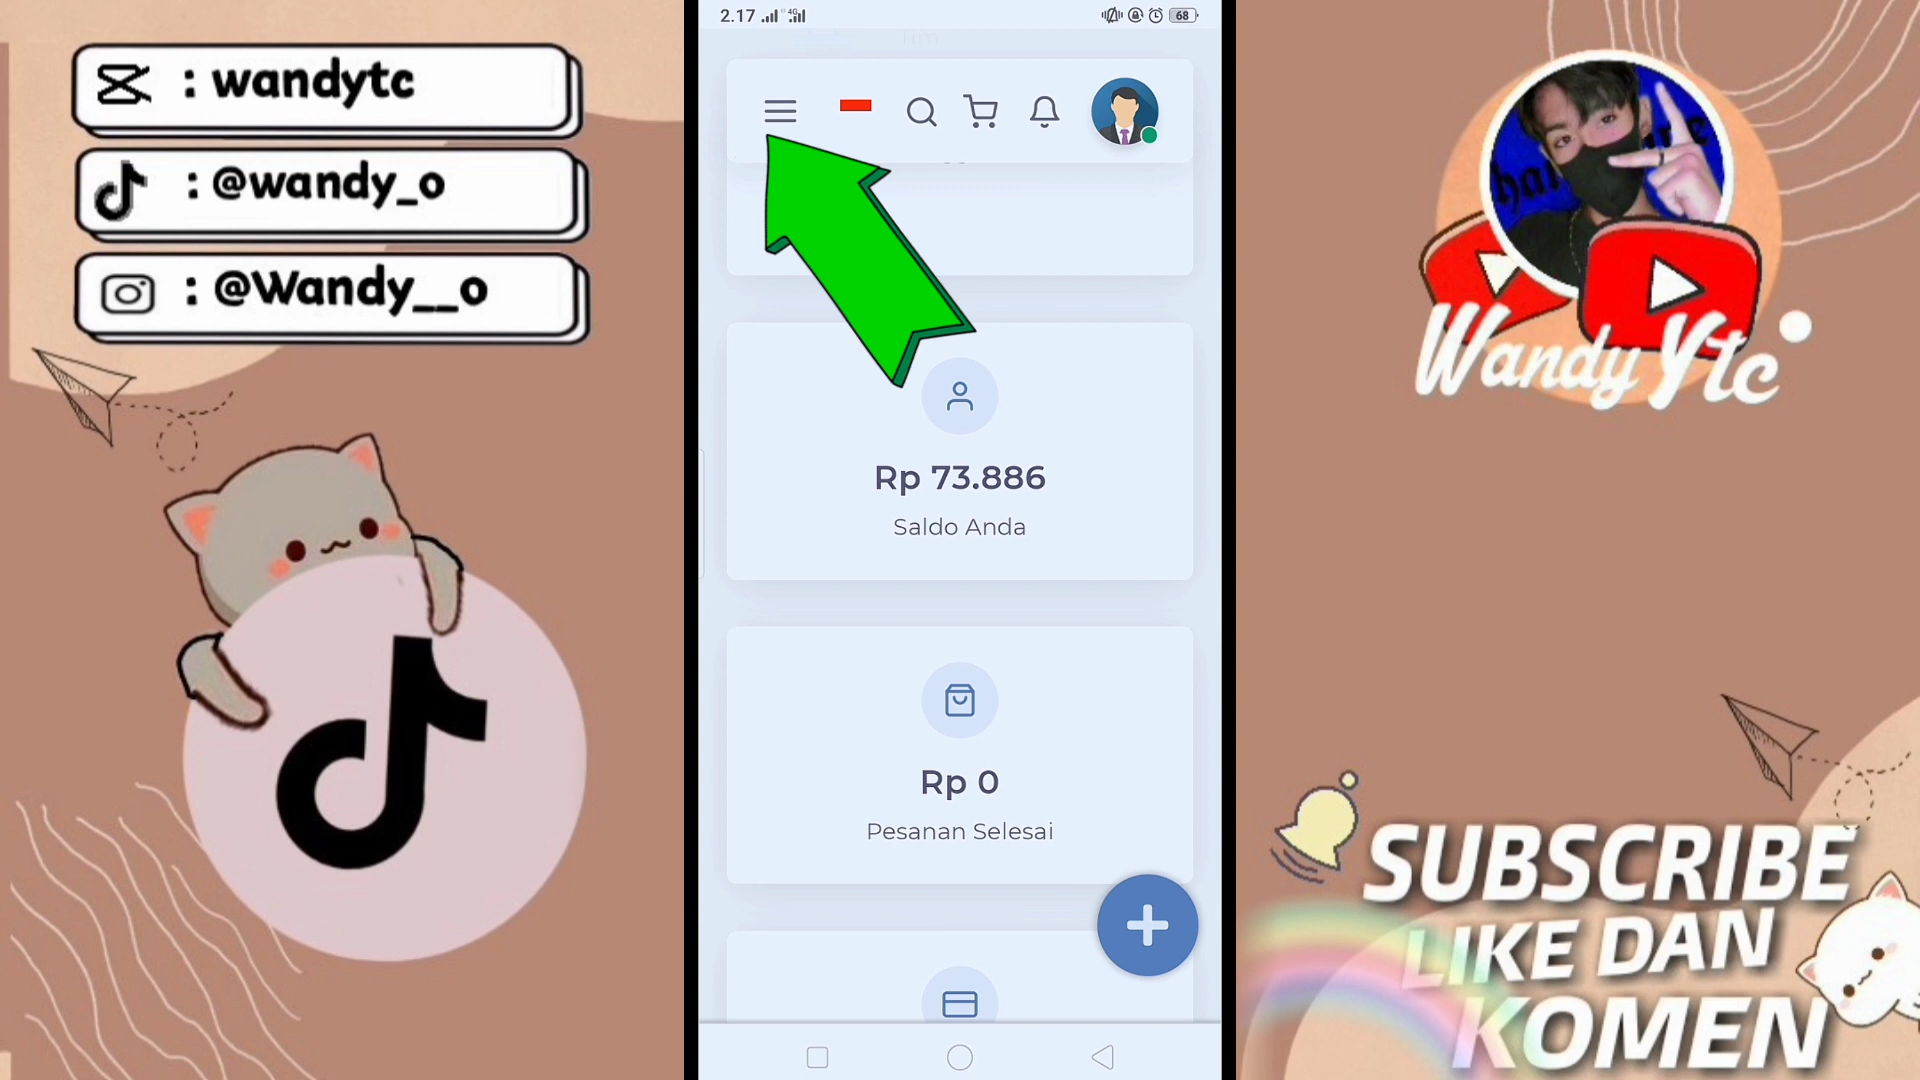 : wandytc
: @wandy_o
: @Wandy__o
2.17
4G
68
Rp 73.886
Saldo Anda
Rp 0
Pesanan Selesai
Wandy Ytc
SUBSCRIBE
LIKE DAN
KOMEN